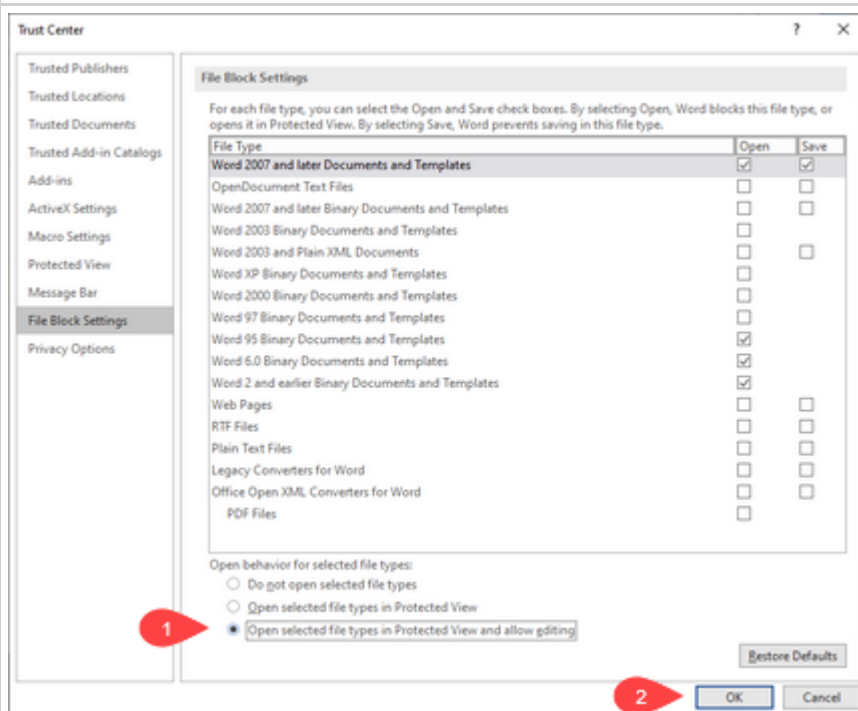 Trust Center
?
Trusted Publishers
Trusted Locations
Trusted Documents
Trusted Add-in Catalogs
Add-ins
ActiveX Settings
Macro Settings
Protected View
Message Bar
File Block Settings
Privacy Options
File Block Settings
For each file type, you can select the Open and Save check boxes. By selecting Open, Word blocks this file type, or
opens it in Protected View. By selecting Save, Word prevents saving in this file type.
File Type Open Save
Word 2007 and later Documents and Templates
OpenDocument Text Files
Word 2007 and later Binary Documents and Templates
Word 2003 Binary Documents and Templates
Word 2003 and Plain XML Documents
Word XP Binary Documents and Templates
Word 2000 Binary Documents and Templates
Word 97 Binary Documents and Templates
Word 95 Binary Documents and Templates
Word 6.0 Binary Documents and Templates
Word 2 and earlier Binary Documents and Templates
Web Pages
RTF Files
Plain Text Files
Legacy Converters for Word
Office Open XML Converters for Word
PDF Files
Open behavior for selected file types:
Do not open selected file types
Open selected file types in Protected View
1 Open selected file types in Protected View and allow editing
Restore Defaults
2 OK Cancel